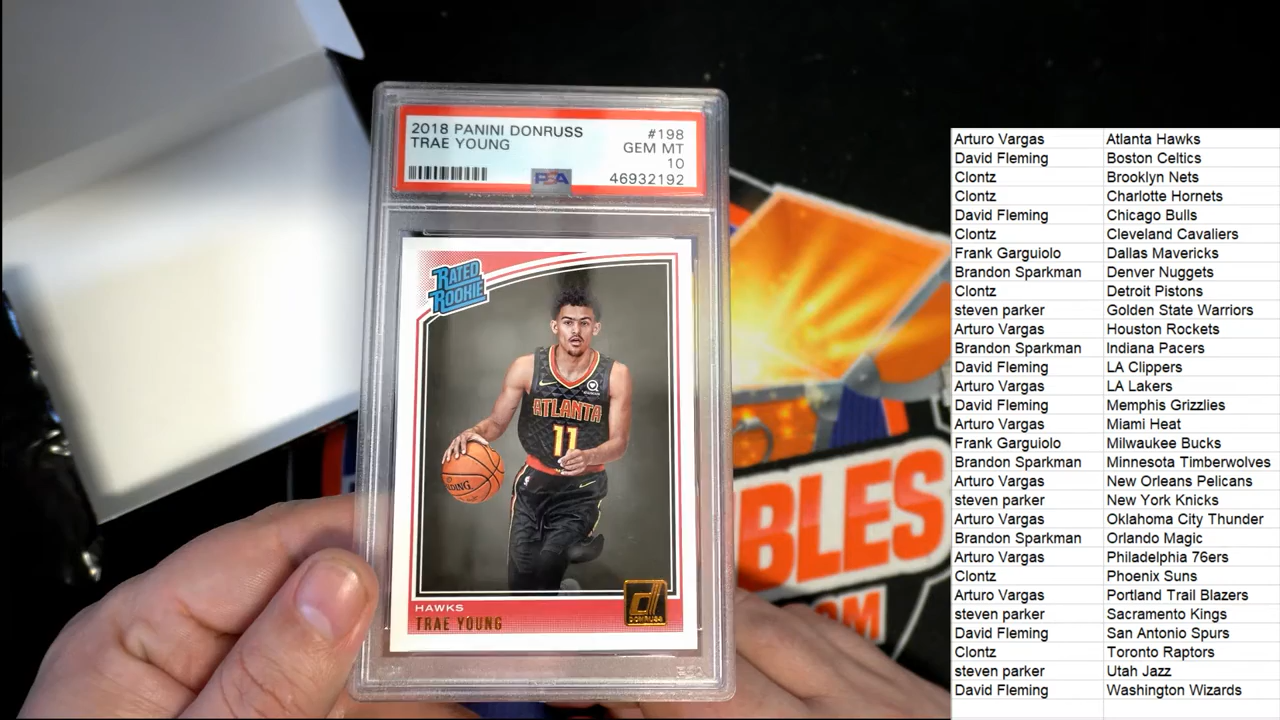 2018 PANINI DONRUSS #198
TRAE YOUNG GEM MT
10
PSA 46932192
RATED
ROOKIE
ATLANTA
11
HAWKS
TRAE YOUNG
DONRUSS
BLES
OM
Arturo Vargas Atlanta Hawks
David Fleming Boston Celtics
Clontz Brooklyn Nets
Clontz Charlotte Hornets
David Fleming Chicago Bulls
Clontz Cleveland Cavaliers
Frank Garguiolo Dallas Mavericks
Brandon Sparkman Denver Nuggets
Clontz Detroit Pistons
steven parker Golden State Warriors
Arturo Vargas Houston Rockets
Brandon Sparkman Indiana Pacers
David Fleming LA Clippers
Arturo Vargas LA Lakers
David Fleming Memphis Grizzlies
Arturo Vargas Miami Heat
Frank Garguiolo Milwaukee Bucks
Brandon Sparkman Minnesota Timberwolves
Arturo Vargas New Orleans Pelicans
steven parker New York Knicks
Arturo Vargas Oklahoma City Thunder
Brandon Sparkman Orlando Magic
Arturo Vargas Philadelphia 76ers
Clontz Phoenix Suns
Arturo Vargas Portland Trail Blazers
steven parker Sacramento Kings
David Fleming San Antonio Spurs
Clontz Toronto Raptors
steven parker Utah Jazz
David Fleming Washington Wizards